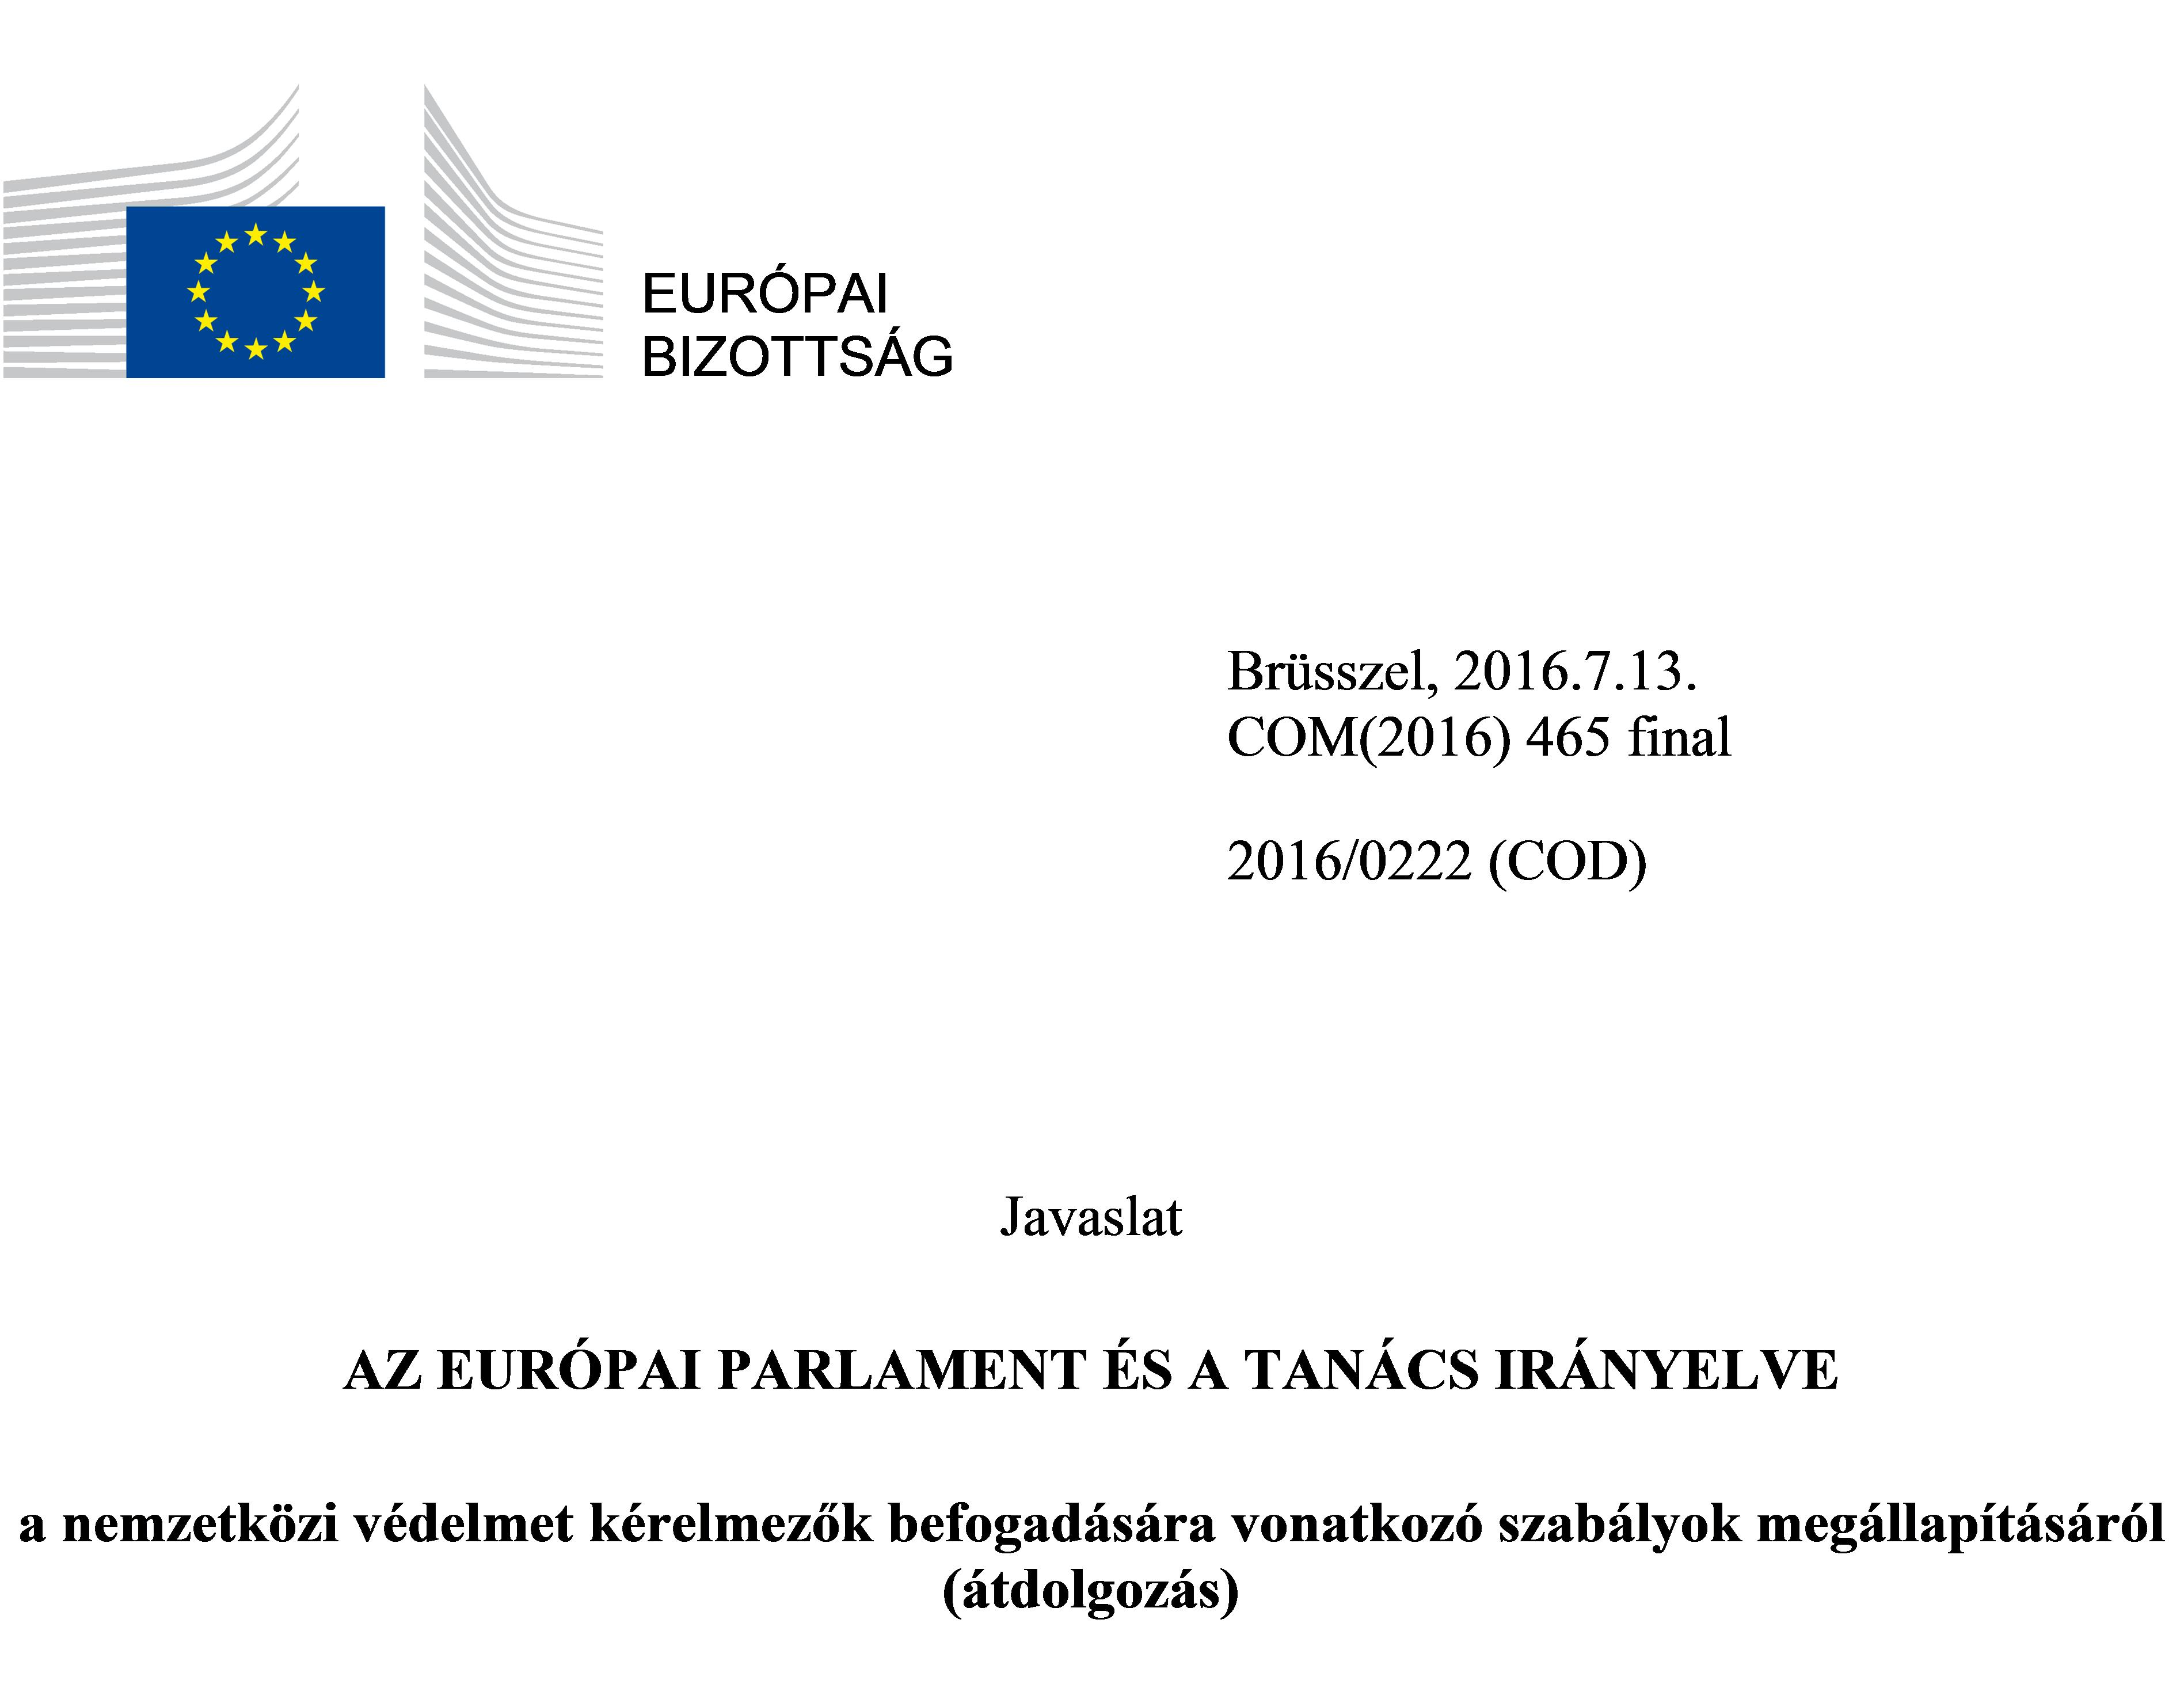 EURÓPAI
BIZOTTSÁG
Brüsszel, 2016.7.13.
COM(2016) 465 final
2016/0222 (COD)
Javaslat
AZ EURÓPAI PARLAMENT ÉS A TANÁCS IRÁNYELVE
a nemzetközi védelmet kérelmezők befogadására vonatkozó szabályok megállapításáról
(átdolgozás)